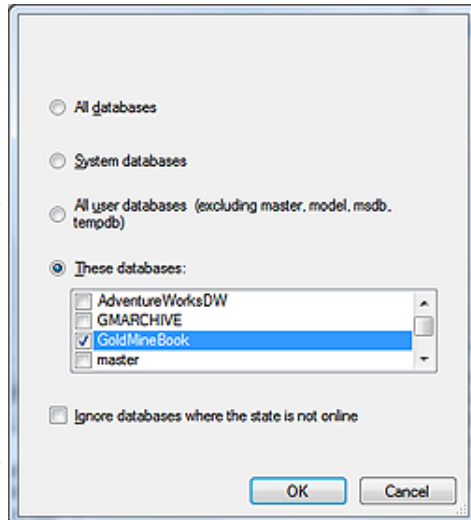 All databases
System databases
All user databases (excluding master, model, msdb,
tempdb)
These databases:
AdventureWorksDW
GMARCHIVE
GoldMineBook
master
Ignore databases where the state is not online
OK
Cancel